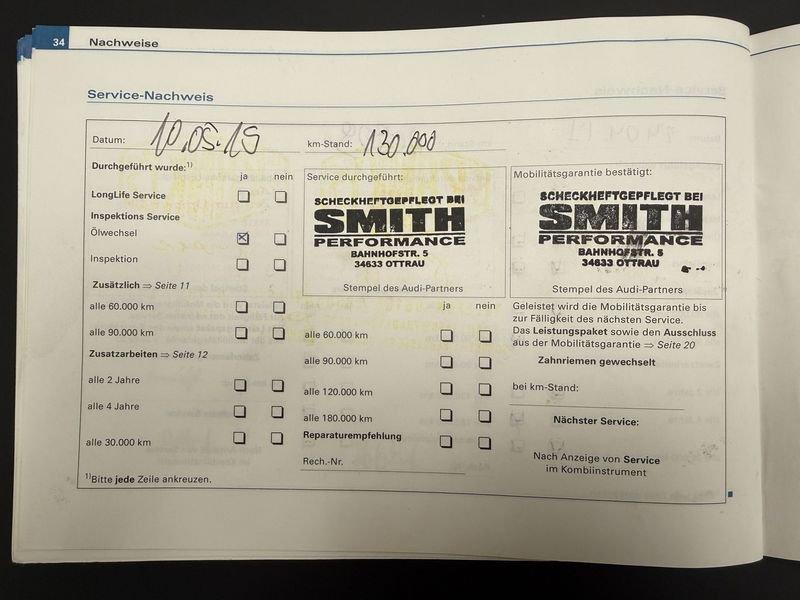 34 Nachweise
Service-Nachweis
Datum: 10.05.19 km-Stand: 130.000
Durchgeführt wurde:1)
ja nein
LongLife Service
Inspektions Service
Ölwechsel
Inspektion
Zusätzlich ⇒ Seite 11
alle 60.000 km
alle 90.000 km
Zusatzarbeiten ⇒ Seite 12
alle 2 Jahre
alle 4 Jahre
alle 30.000 km
1)Bitte jede Zeile ankreuzen.
Service durchgeführt:
SCHECKHEFTGEPFLEGT BEI
SMITH
PERFORMANCE
BAHNHOFSTR. 5
34633 OTTRAU
Stempel des Audi-Partners
ja nein
alle 60.000 km
alle 90.000 km
alle 120.000 km
alle 180.000 km
Reparaturempfehlung
Rech.-Nr.
Mobilitätsgarantie bestätigt:
SCHECKHEFTGEPFLEGT BEI
SMITH
PERFORMANCE
BAHNHOFSTR. 5
34633 OTTRAU
Stempel des Audi-Partners
Geleistet wird die Mobilitätsgarantie bis
zur Fälligkeit des nächsten Service.
Das Leistungspaket sowie den Ausschluss
aus der Mobilitätsgarantie ⇒ Seite 20
Zahnriemen gewechselt
bei km-Stand:
Nächster Service:
Nach Anzeige von Service
im Kombiinstrument